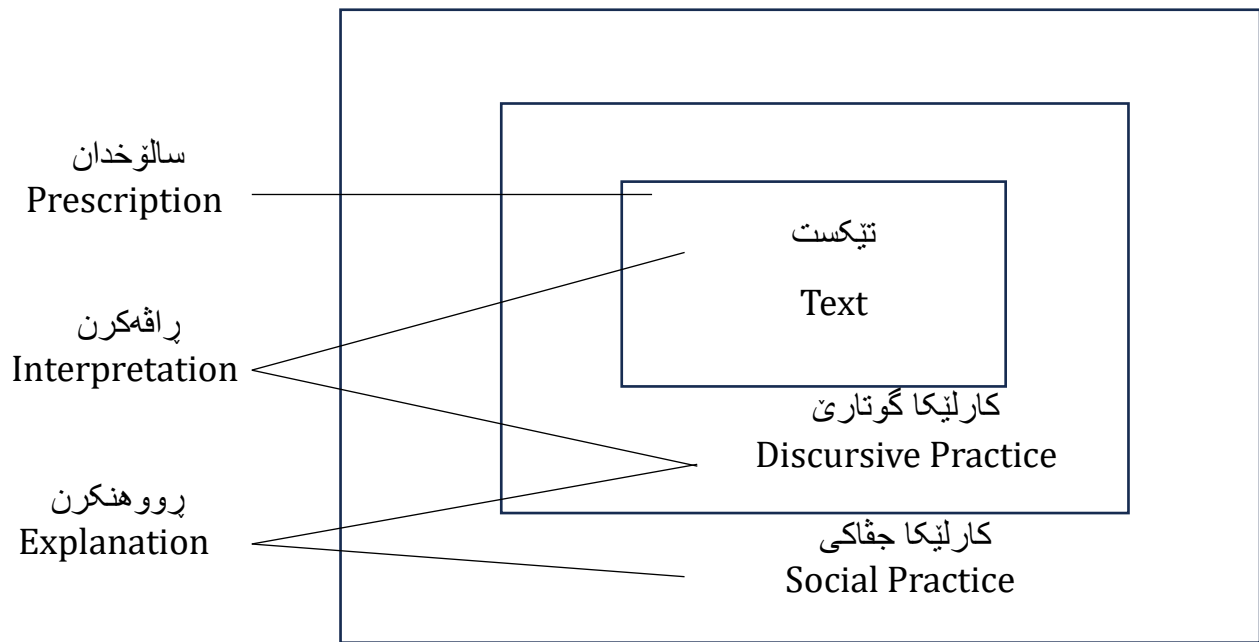 سالۆخدان
Prescription
ڕاڤەکرن
Interpretation
ڕووهنکرن
Explanation
تێکست
Text
کارلێکا گوتارێ
Discursive Practice
کارلێکا جڤاکی
Social Practice